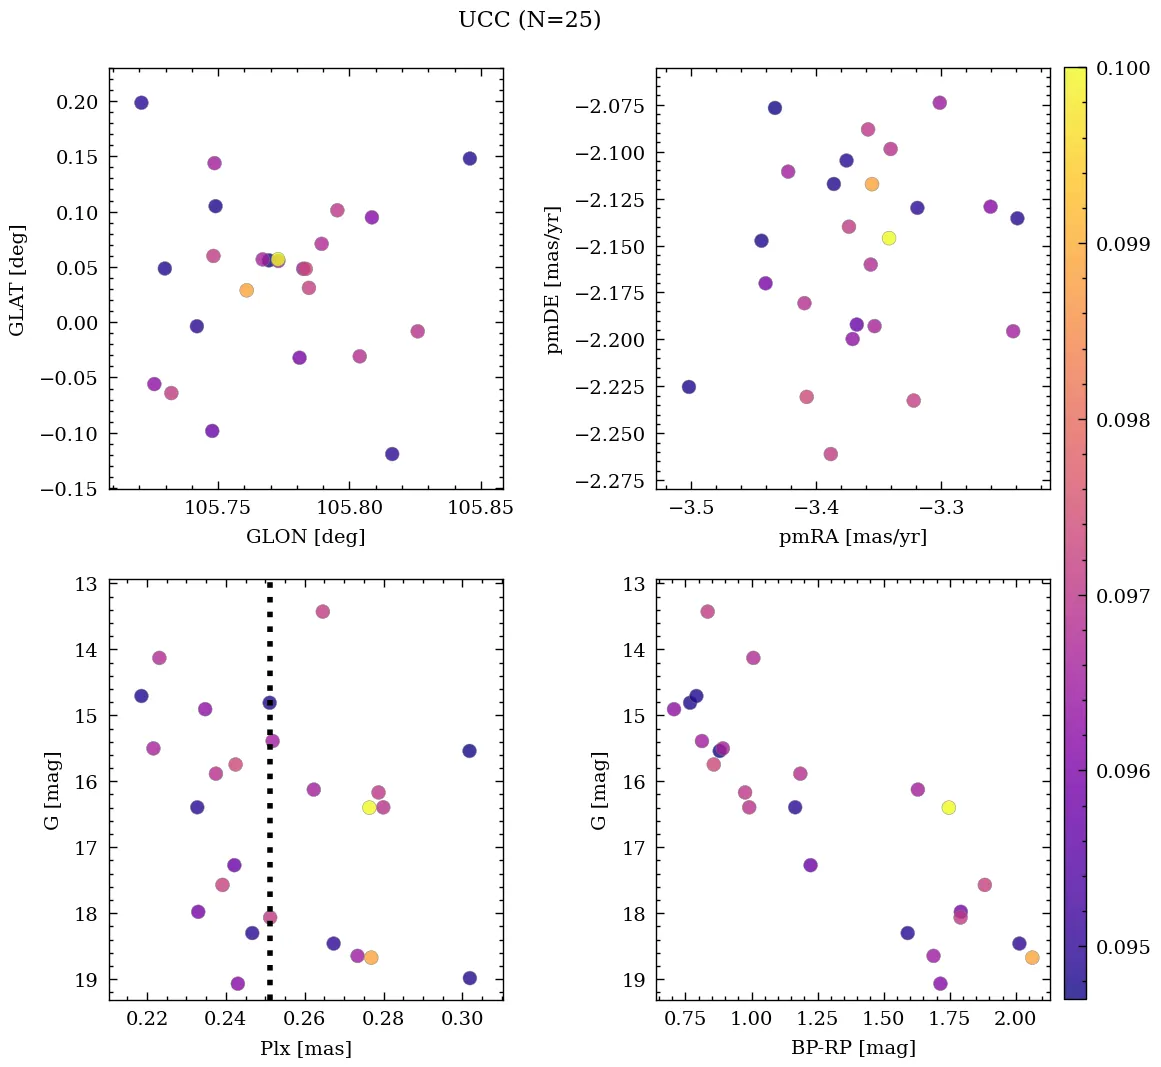 UCC (N=25)
0.20
0.15
0.10
0.05
0.00
−0.05
−0.10
−0.15
GLAT [deg]
105.75 105.80 105.85
GLON [deg]
−2.075
−2.100
−2.125
−2.150
−2.175
−2.200
−2.225
−2.250
−2.275
pmDE [mas/yr]
−3.5 −3.4 −3.3
pmRA [mas/yr]
13
14
15
16
17
18
19
G [mag]
0.22 0.24 0.26 0.28 0.30
Plx [mas]
13
14
15
16
17
18
19
G [mag]
0.75 1.00 1.25 1.50 1.75 2.00
BP-RP [mag]
0.100
0.099
0.098
0.097
0.096
0.095